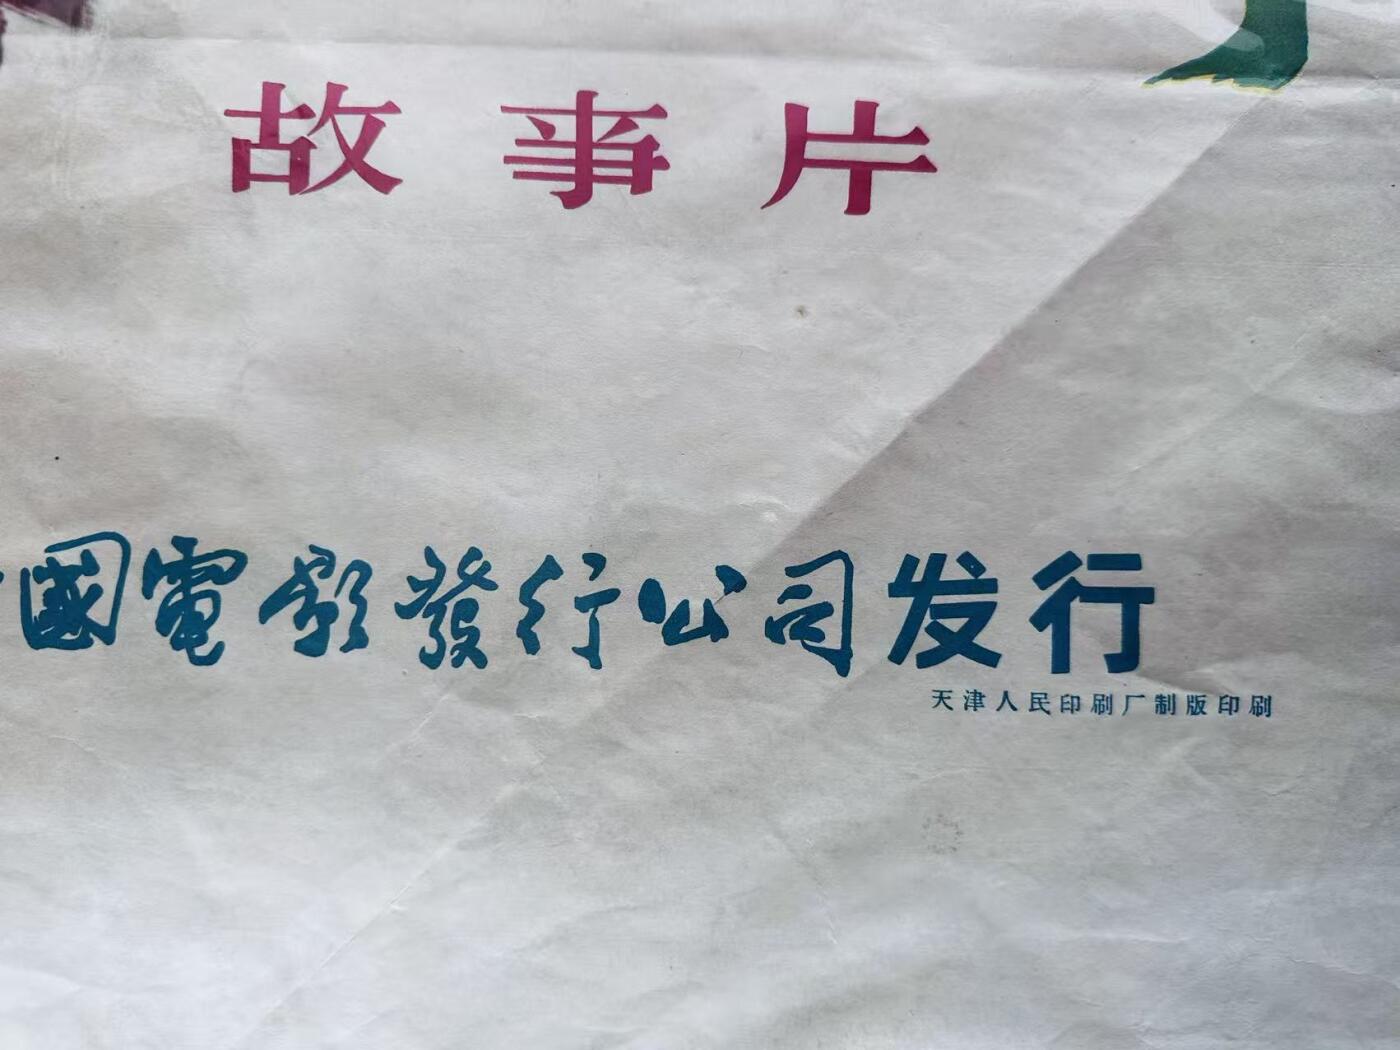 故事片
國電影發行公司发行
天津人民印刷厂制版印刷